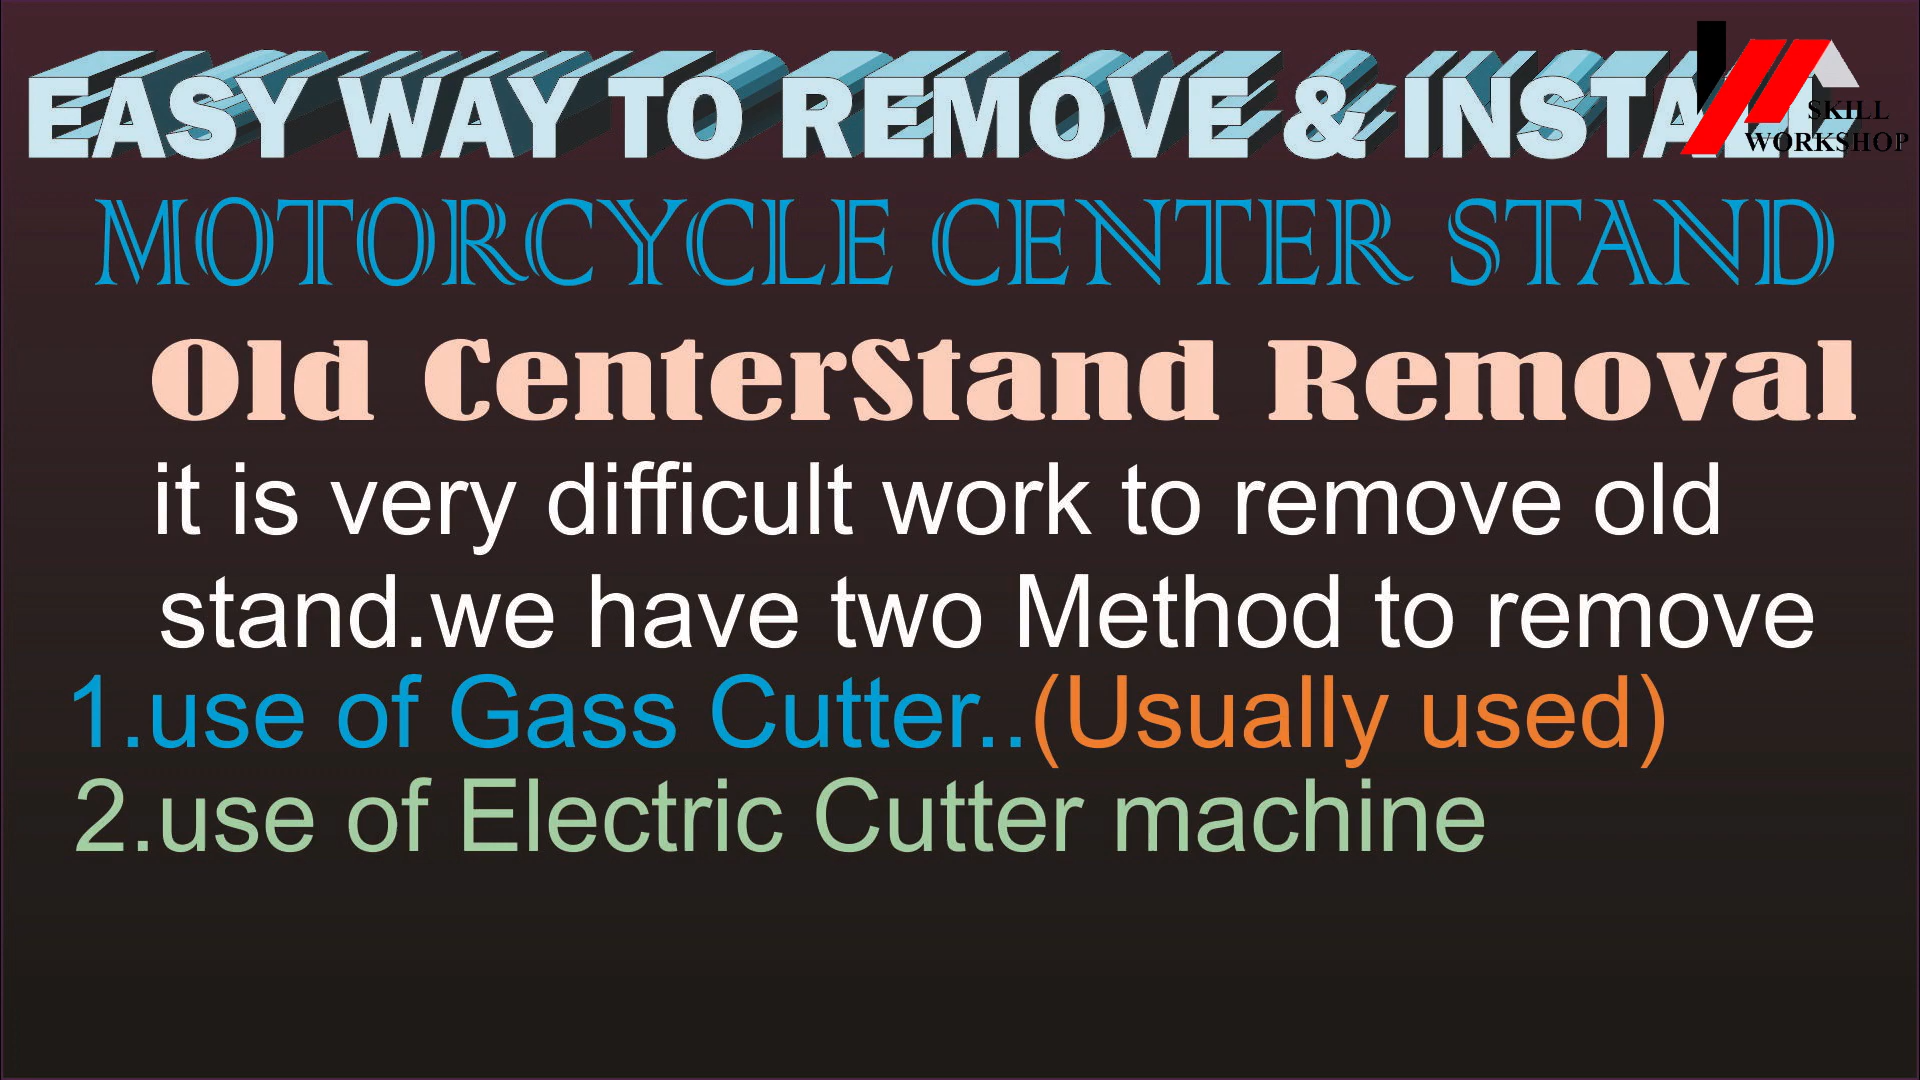 EASY WAY TO REMOVE & INSTALL
SKILL
WORKSHOP
MOTORCYCLE CENTER STAND
Old CenterStand Removal
it is very difficult work to remove old
stand.we have two Method to remove
1.use of Gass Cutter..(Usually used)
2.use of Electric Cutter machine